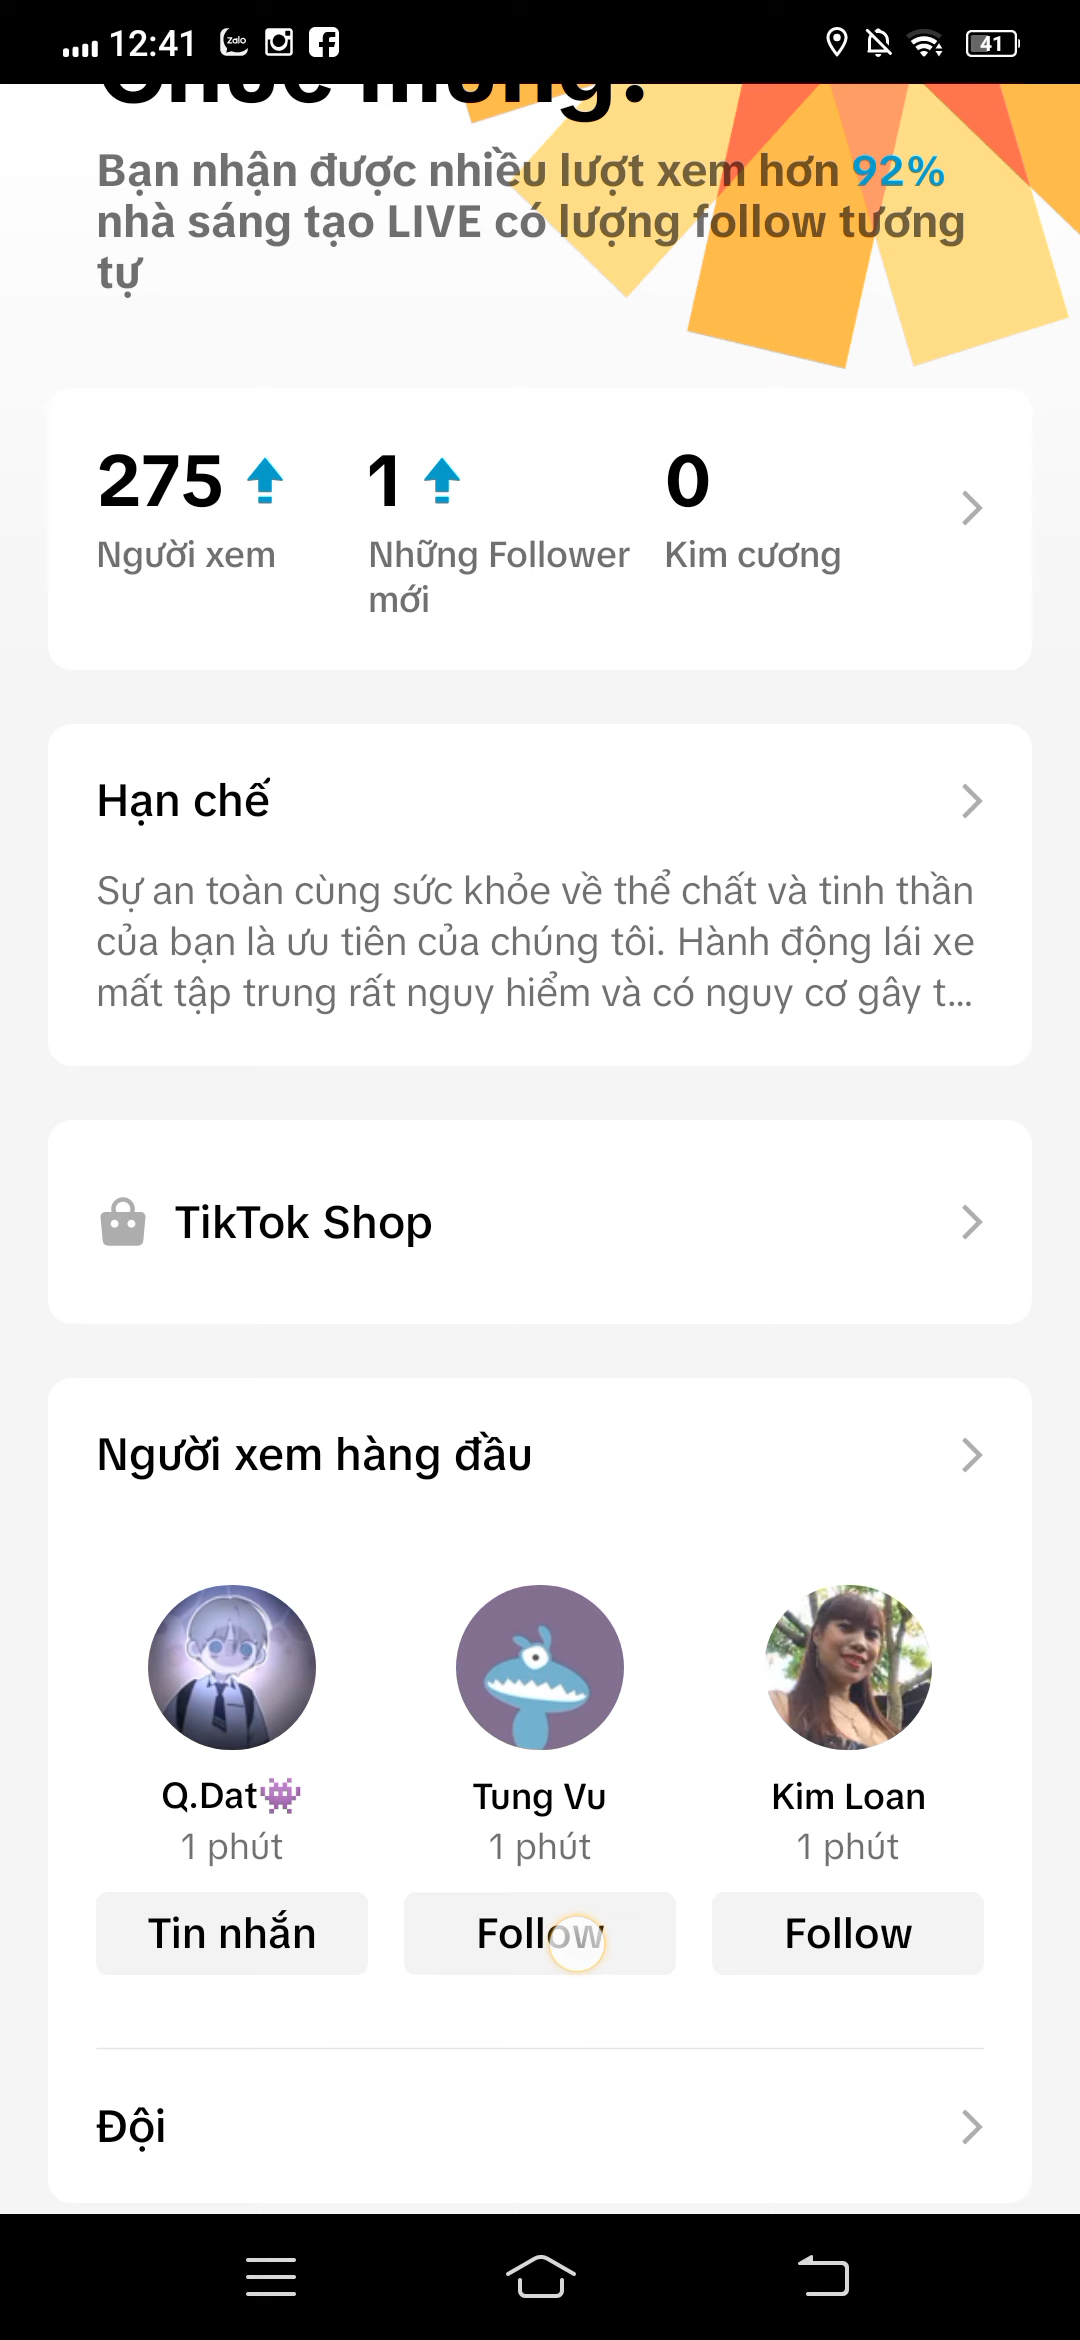 12:41
Zalo
41
Chúc mừng!
Bạn nhận được nhiều lượt xem hơn 92%
nhà sáng tạo LIVE có lượng follow tương
tự
275 1 0
Người xem Những Follower mới Kim cương
Hạn chế
Sự an toàn cùng sức khỏe về thể chất và tinh thần
của bạn là ưu tiên của chúng tôi. Hành động lái xe
mất tập trung rất nguy hiểm và có nguy cơ gây t...
TikTok Shop
Người xem hàng đầu
Q.Dat Tung Vu Kim Loan
1 phút 1 phút 1 phút
Tin nhắn Follow Follow
Đội